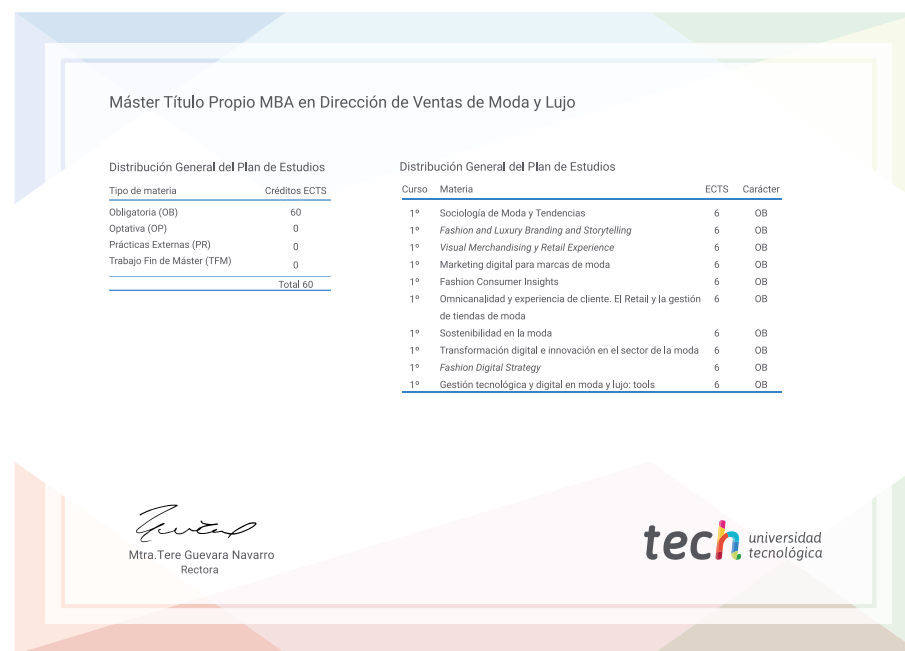 Máster Título Propio MBA en Dirección de Ventas de Moda y Lujo
Distribución General del Plan de Estudios
Tipo de materia Créditos ECTS
Obligatoria (OB) 60
Optativa (OP) 0
Prácticas Externas (PR) 0
Trabajo Fin de Máster (TFM) 0
Total 60
Distribución General del Plan de Estudios
Curso Materia ECTS Carácter
1º Sociología de Moda y Tendencias 6 OB
1º Fashion and Luxury Branding and Storytelling 6 OB
1º Visual Merchandising y Retail Experience 6 OB
1º Marketing digital para marcas de moda 6 OB
1º Fashion Consumer Insights 6 OB
1º Omnicanalidad y experiencia de cliente. El Retail y la gestión 6 OB
de tiendas de moda
1º Sostenibilidad en la moda 6 OB
1º Transformación digital e innovación en el sector de la moda 6 OB
1º Fashion Digital Strategy 6 OB
1º Gestión tecnológica y digital en moda y lujo: tools 6 OB
Mtra.Tere Guevara Navarro
Rectora
tech universidad
tecnológica